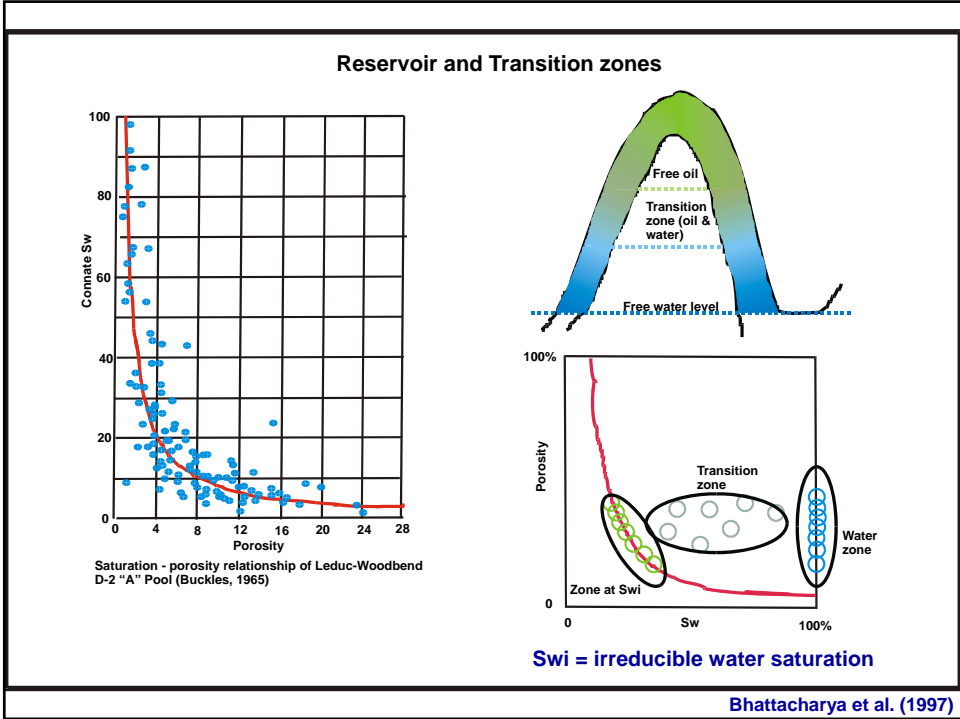 Reservoir and Transition zones
100
80
60
40
20
0
Connate Sw
0 4 8 12 16 20 24 28
Porosity
Saturation - porosity relationship of Leduc-Woodbend
D-2 “A” Pool (Buckles, 1965)
Free oil
Transition
zone (oil &
water)
Free water level
100%
Porosity
0
Transition
zone
Water
zone
Zone at Swi
0 Sw 100%
Swi = irreducible water saturation
Bhattacharya et al. (1997)